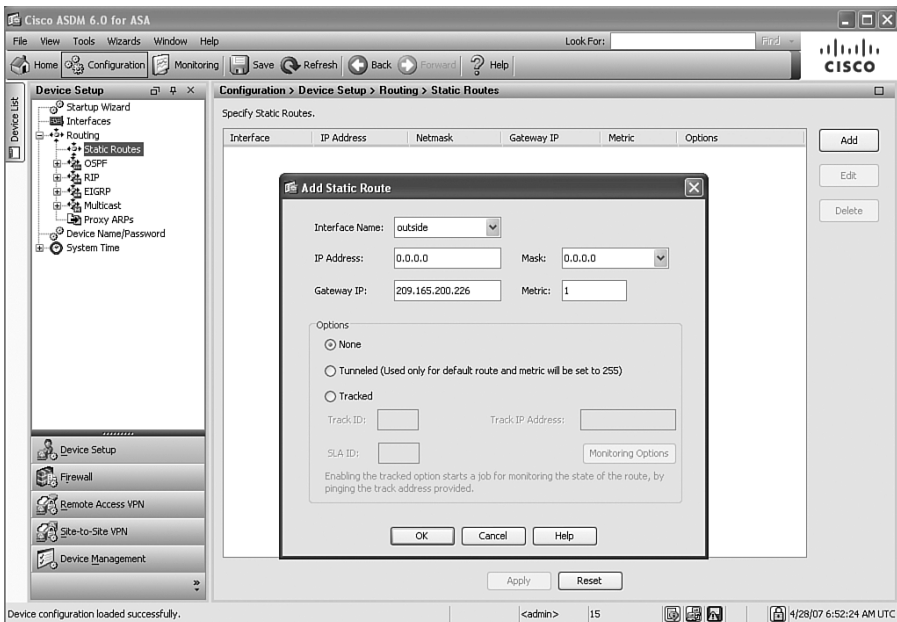 Cisco ASDM 6.0 for ASA
File View Tools Wizards Window Help
Look For:
Find
Home Configuration Monitoring Save Refresh Back Forward Help
CISCO
Device List
Device Setup
Startup Wizard
Interfaces
Routing
Static Routes
OSPF
RIP
EIGRP
Multicast
Proxy ARPs
Device Name/Password
System Time
Device Setup
Firewall
Remote Access VPN
Site-to-Site VPN
Device Management
Configuration > Device Setup > Routing > Static Routes
Specify Static Routes.
Interface IP Address Netmask Gateway IP Metric Options
Add
Edit
Delete
Add Static Route
Interface Name: outside
IP Address: 0.0.0.0 Mask: 0.0.0.0
Gateway IP: 209.165.200.226 Metric: 1
Options
None
Tunneled (Used only for default route and metric will be set to 255)
Tracked
Track ID: Track IP Address:
SLA ID: Monitoring Options
Enabling the tracked option starts a job for monitoring the state of the route, by
pinging the track address provided.
OK Cancel Help
Apply Reset
Device configuration loaded successfully.
<admin> 15
4/28/07 6:52:24 AM UTC